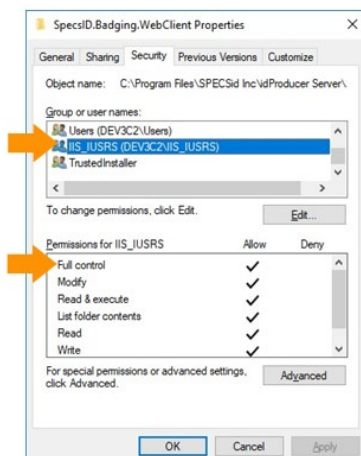 SpecsID.Badging.WebClient Properties
General Sharing Security Previous Versions Customize
Object name: C:\Program Files\SPECSid Inc\idProducer Server\
Group or user names:
Users (DEV3C2\Users)
IIS_IUSRS (DEV3C2\IIS_IUSRS)
TrustedInstaller
To change permissions, click Edit.
Edit...
Permissions for IIS_IUSRS Allow Deny
Full control
Modify
Read & execute
List folder contents
Read
Write
For special permissions or advanced settings, click Advanced.
Advanced
OK Cancel Apply